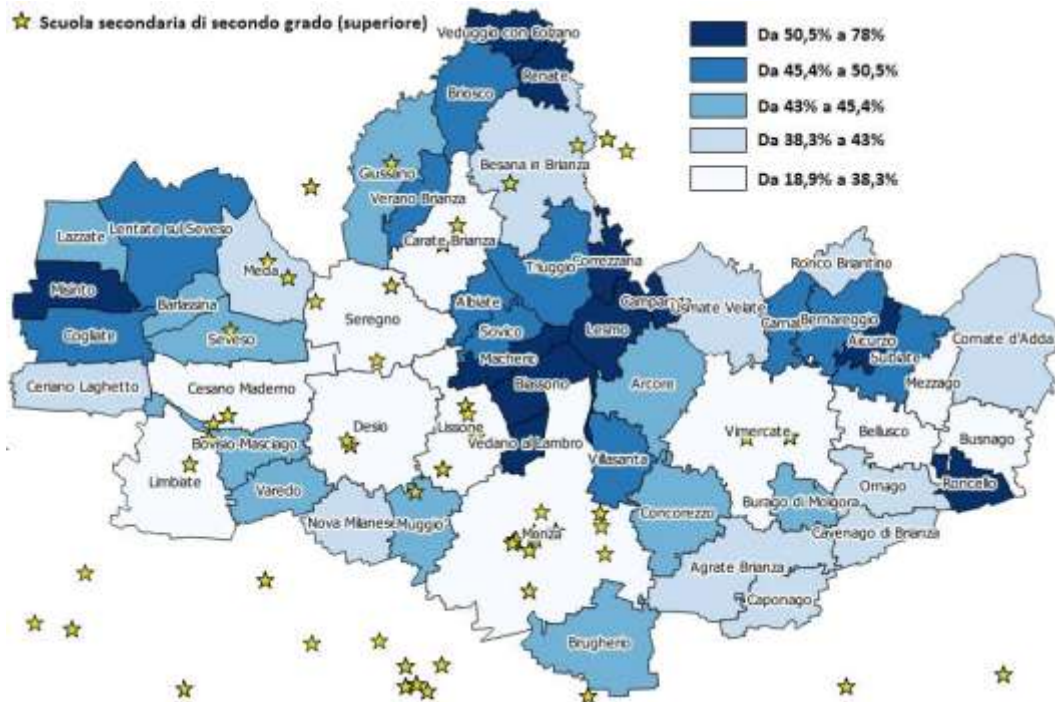 Scuola secondaria di secondo grado (superiore)
Da 50,5% a 78%
Da 45,4% a 50,5%
Da 43% a 45,4%
Da 38,3% a 43%
Da 18,9% a 38,3%
Veduggio con Colzano
Renate
Briosco
Besana in Brianza
Giussano
Verano Brianza
Carate Brianza
Lentate sul Seveso
Lazzate
Meda
Misinto
Barlassina
Cogliate
Seveso
Seregno
Triuggio
Correzzana
Albiate
Sovico
Lesmo
Macherio
Biassono
Usmate Velate
Ronco Briantino
Bernareggio
Aicurzo
Sulbiate
Cornate d'Adda
Mezzago
Ceriano Laghetto
Cesano Maderno
Arcore
Desio
Lissone
Vedano al Lambro
Villasanta
Vimercate
Bellusco
Busnago
Bovisio-Masciago
Limbiate
Varedo
Nova Milanese
Muggio'
Monza
Concorezzo
Burago di Molgora
Ornago
Roncello
Cavenago di Brianza
Agrate Brianza
Caponago
Brugherio